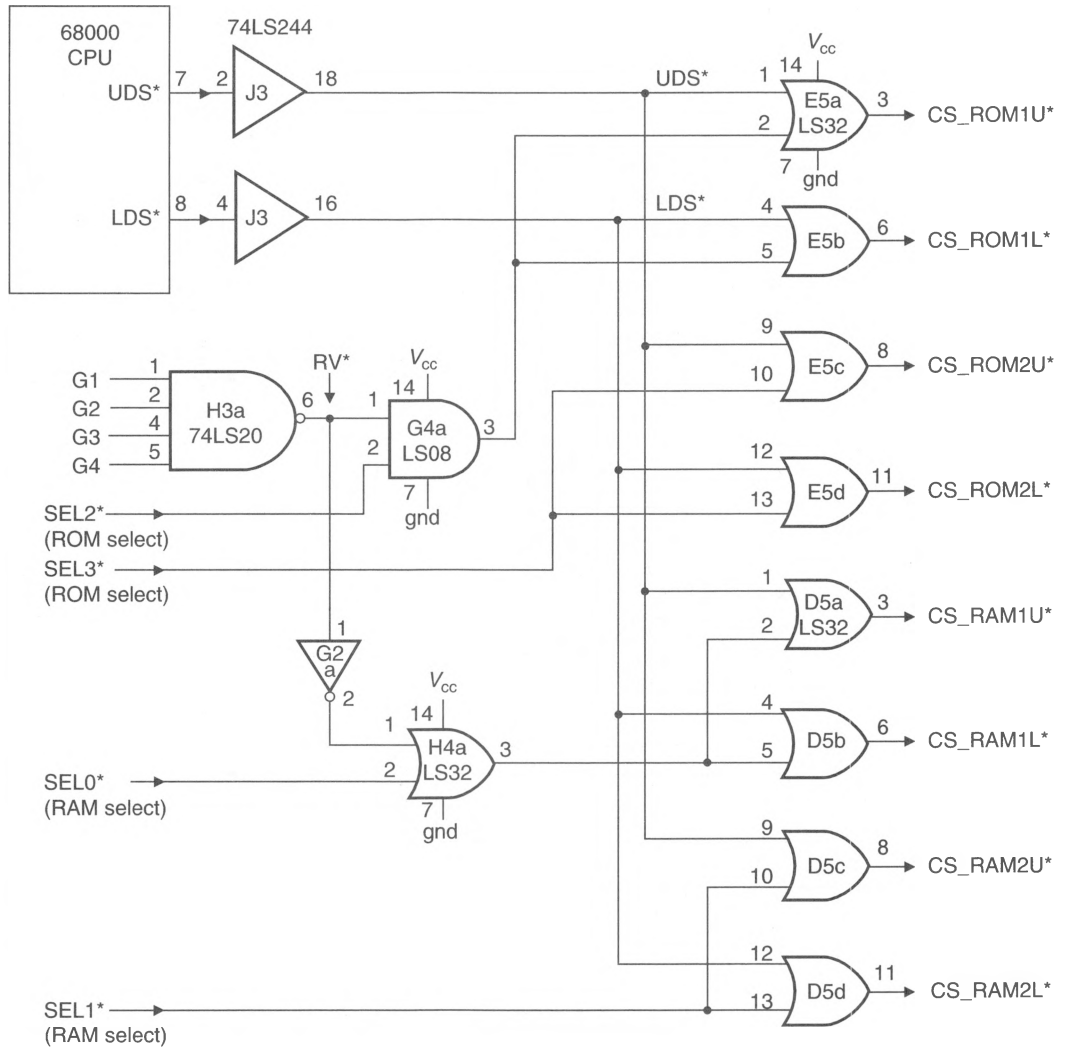 68000
CPU
74LS244
UDS*
7
2
J3
18
UDS*
1
14
Vcc
E5a
LS32
3
CS_ROM1U*
2
7
gnd
LDS*
8
4
J3
16
LDS*
4
E5b
6
CS_ROM1L*
5
9
E5c
8
CS_ROM2U*
10
G1
1
G2
2
G3
4
G4
5
H3a
74LS20
6
RV*
1
14
Vcc
G4a
LS08
3
2
7
gnd
12
E5d
11
CS_ROM2L*
13
SEL2*
(ROM select)
SEL3*
(ROM select)
1
D5a
LS32
3
CS_RAM1U*
2
1
G2
a
2
Vcc
14
1
H4a
LS32
3
2
7
gnd
4
D5b
6
CS_RAM1L*
5
SEL0*
(RAM select)
9
D5c
8
CS_RAM2U*
10
12
D5d
11
CS_RAM2L*
13
SEL1*
(RAM select)